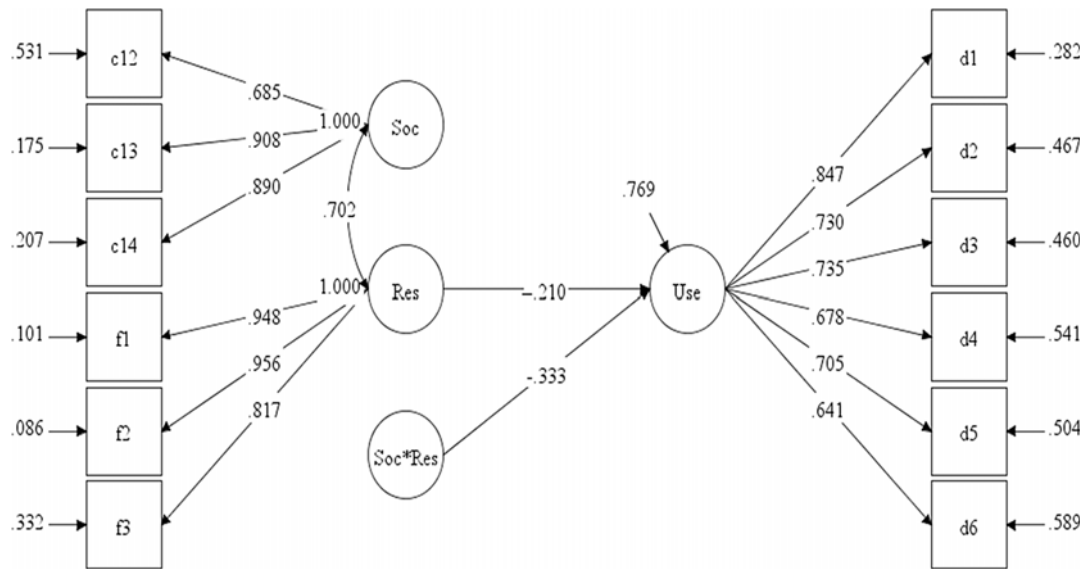 .531
c12
.175
c13
.207
c14
.101
f1
.086
f2
.332
f3
.685
.908
.890
1.000
Soc
.702
1.000
Res
.948
.956
.817
Soc*Res
–.210
-.333
.769
Use
.847
.730
.735
.678
.705
.641
d1
.282
d2
.467
d3
.460
d4
.541
d5
.504
d6
.589